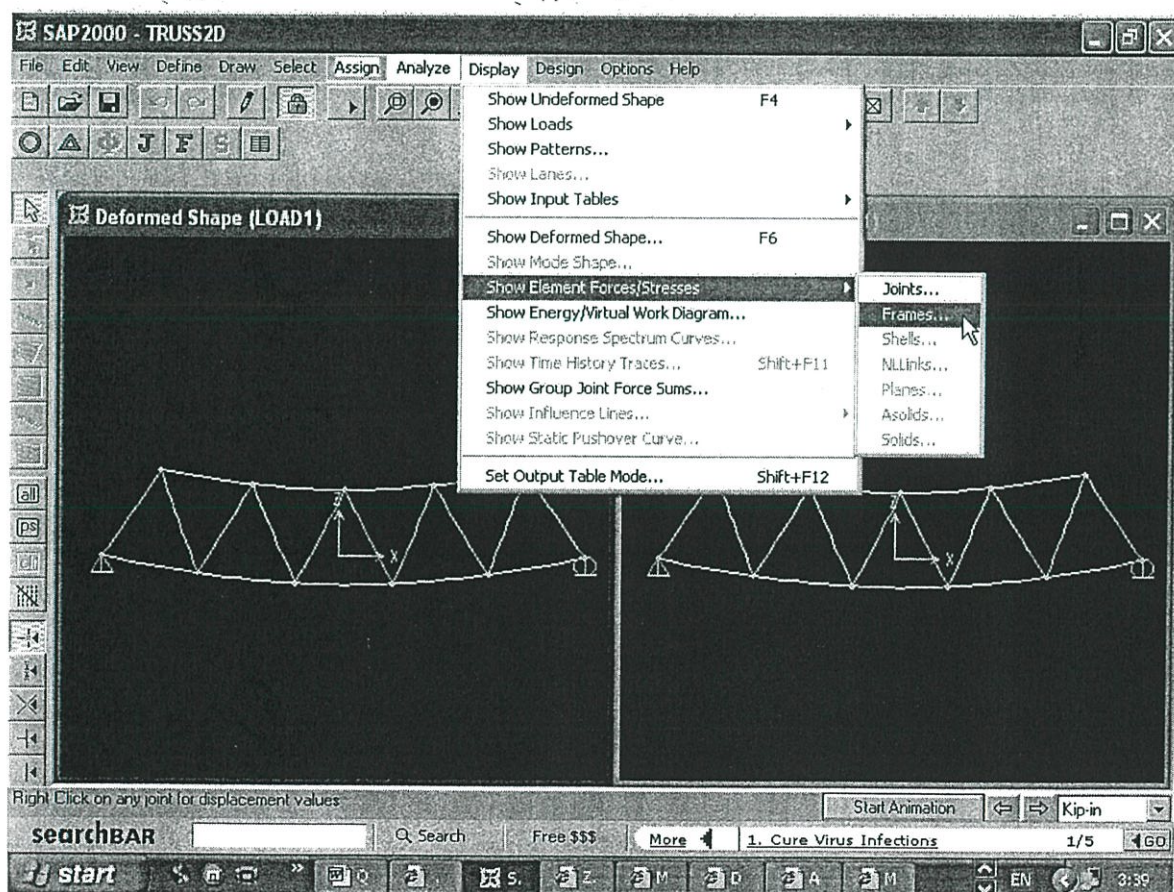 SAP2000 - TRUSS2D
File Edit View Define Draw Select Assign Analyze Display Design Options Help
J F S
Show Undeformed Shape F4
Show Loads
Show Patterns...
Show Lanes...
Show Input Tables
Show Deformed Shape... F6
Show Mode Shape...
Show Element Forces/Stresses
Show Energy/Virtual Work Diagram...
Show Response Spectrum Curves...
Show Time History Traces... Shift+F11
Show Group Joint Force Sums...
Show Influence Lines...
Show Static Pushover Curve...
Set Output Table Mode... Shift+F12
Joints...
Frames...
Shells...
NLLinks...
Planes...
Asolids...
Solids...
Deformed Shape (LOAD1)
all
ps
clr
Z
X
Z
X
Right Click on any joint for displacement values
Start Animation
Kip-in
searchBAR
Search
Free $$$
More
1. Cure Virus Infections
1/5
GO
start
S.
Z
M
D
A
M
EN
3:39